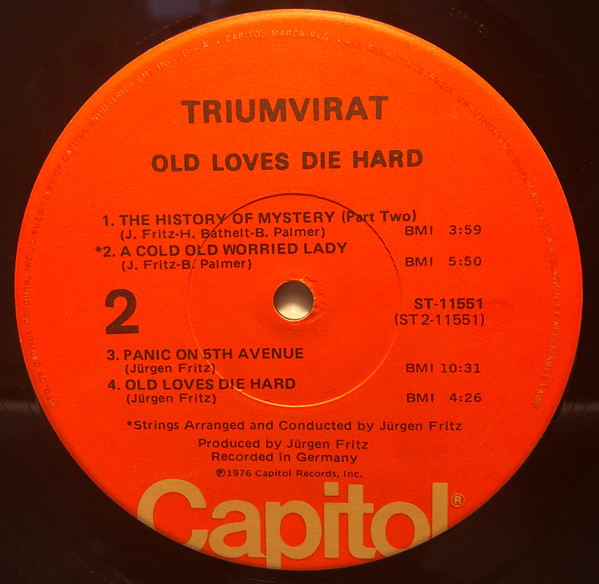 TRIUMVIRAT
OLD LOVES DIE HARD
1. THE HISTORY OF MYSTERY (Part Two)
(J. Fritz-H. Bathelt-B. Palmer) BMI 3:59
*2. A COLD OLD WORRIED LADY
(J. Fritz-B. Palmer) BMI 5:50
2
ST-11551
(ST2-11551)
3. PANIC ON 5TH AVENUE
(Jürgen Fritz) BMI 10:31
4. OLD LOVES DIE HARD
(Jürgen Fritz) BMI 4:26
*Strings Arranged and Conducted by Jürgen Fritz
Produced by Jürgen Fritz
Recorded in Germany
℗1976 Capitol Records, Inc.
Capitol®